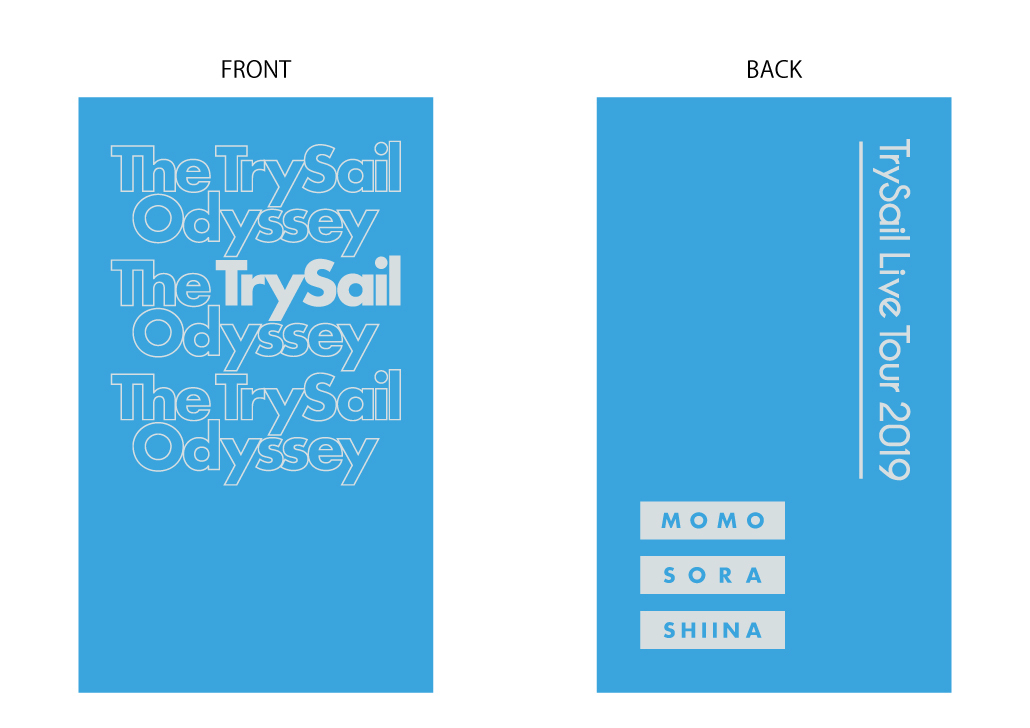 FRONT
The TrySail
Odyssey
The TrySail
Odyssey
The TrySail
Odyssey
BACK
TrySail Live Tour 2019
MOMO
SORA
SHIINA